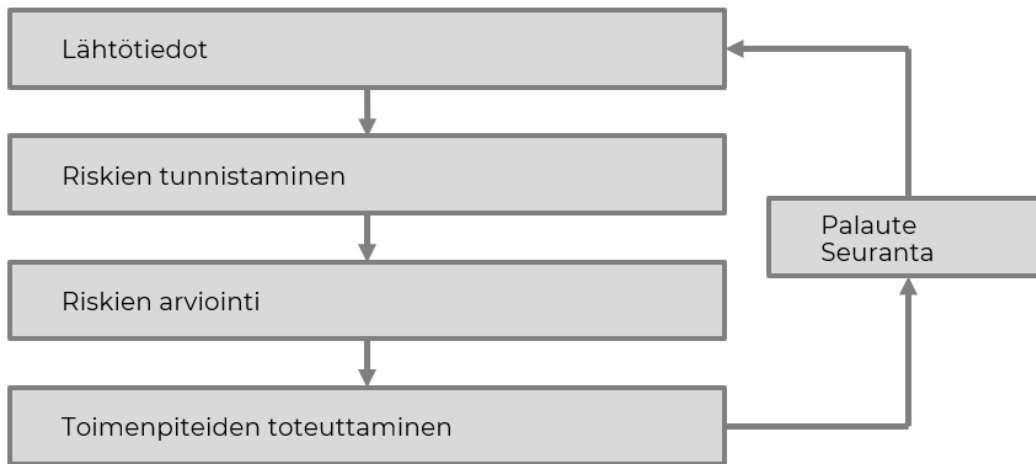 Lähtötiedot
Riskien tunnistaminen
Palaute
Seuranta
Riskien arviointi
Toimenpiteiden toteuttaminen